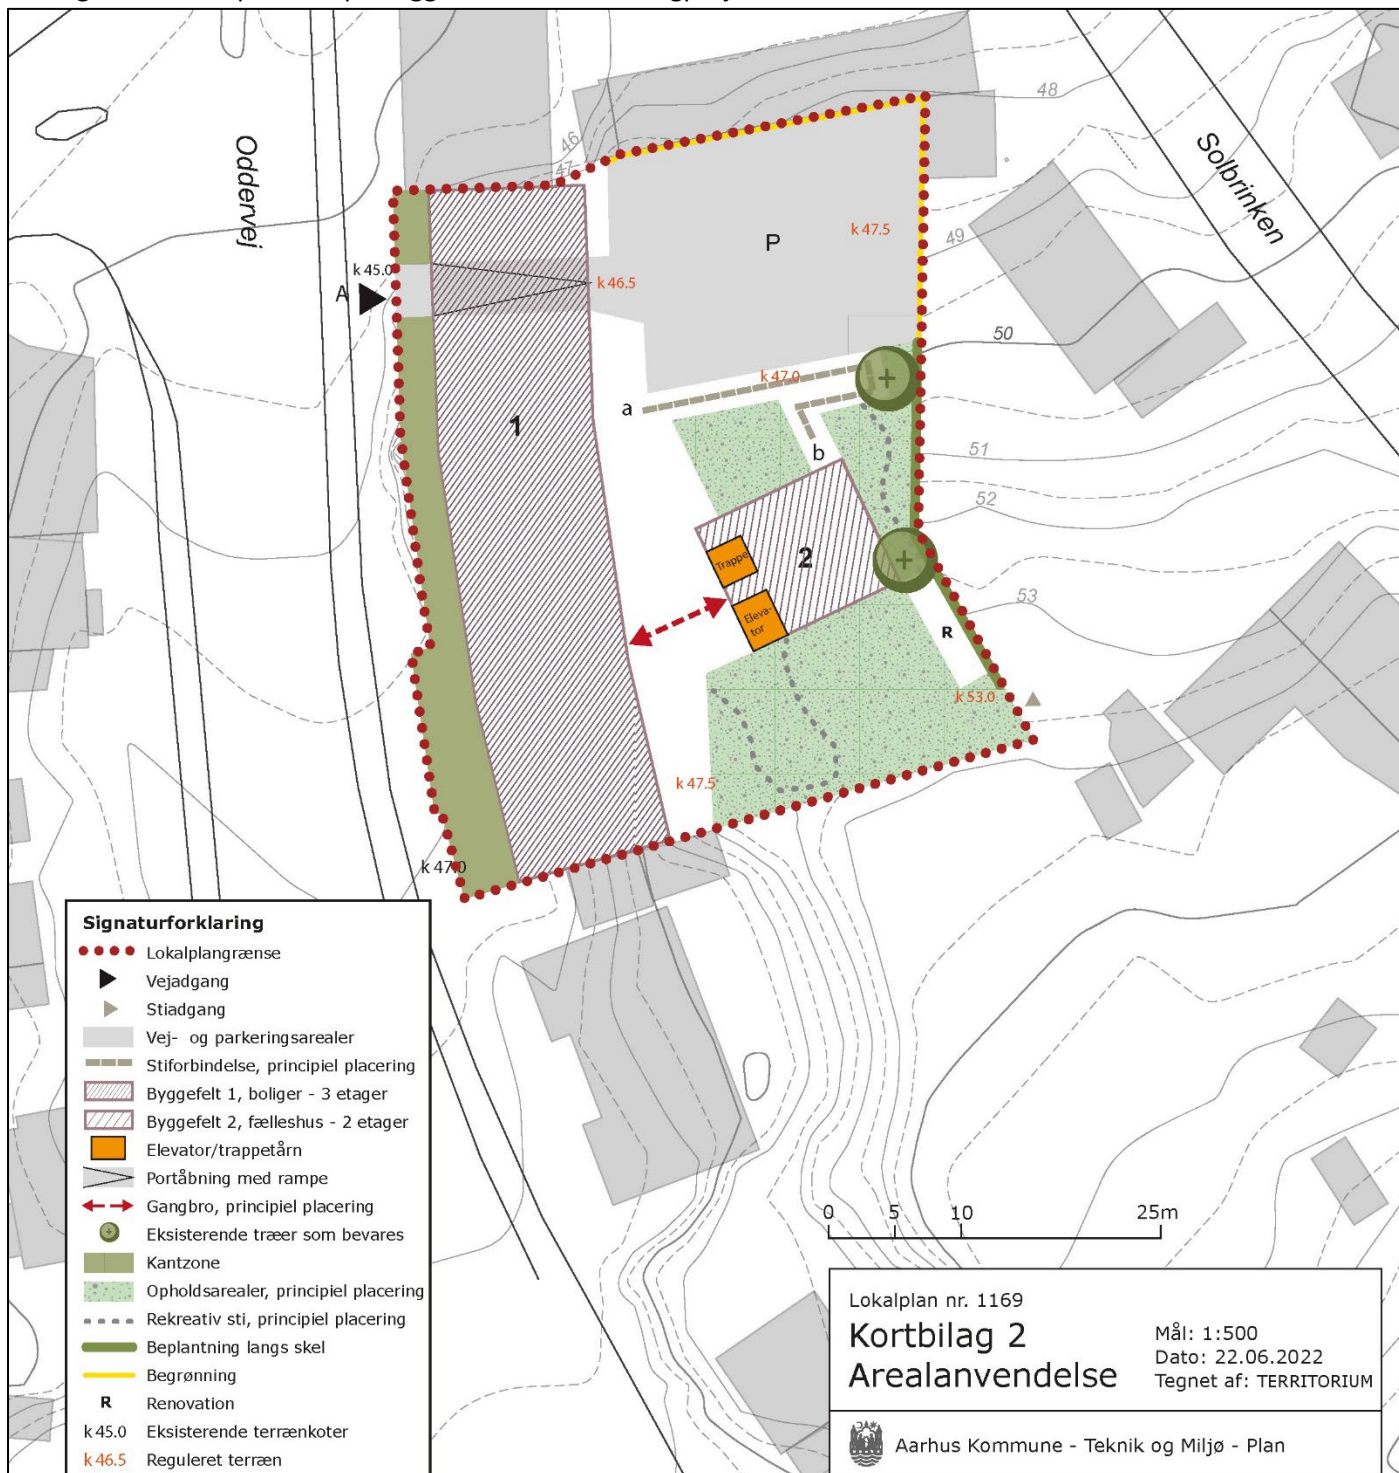 Oddervej
Solbrinken
46
47
48
49
50
51
52
53
k 45.0
A
k 46.5
P
k 47.5
k 47.0
a
b
1
2
Trappe
Eleva-
tor
R
k 53.0
k 47.5
k 47.0
Signaturforklaring
Lokalplangrænse
Vejadgang
Stiadgang
Vej- og parkeringsarealer
Stiforbindelse, principiel placering
Byggefelt 1, boliger - 3 etager
Byggefelt 2, fælleshus - 2 etager
Elevator/trappetårn
Portåbning med rampe
Gangbro, principiel placering
Eksisterende træer som bevares
Kantzone
Opholdsarealer, principiel placering
Rekreativ sti, principiel placering
Beplantning langs skel
Begrønning
R Renovation
k 45.0 Eksisterende terrænkoter
k 46.5 Reguleret terræn
0 5 10 25m
Lokalplan nr. 1169
Kortbilag 2
Arealanvendelse
Mål: 1:500
Dato: 22.06.2022
Tegnet af: TERRITORIUM
Aarhus Kommune - Teknik og Miljø - Plan